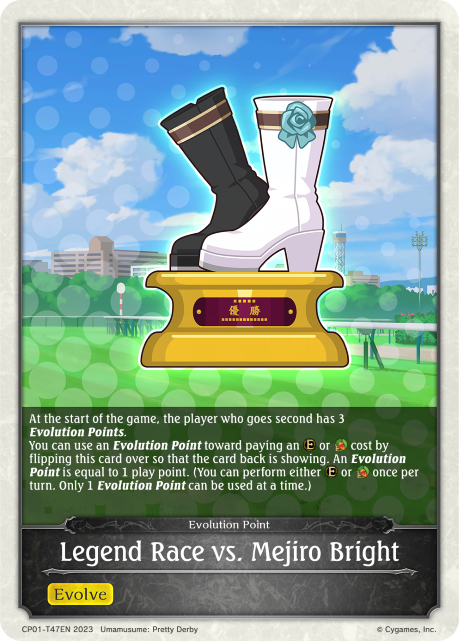 優勝
At the start of the game, the player who goes second has 3
Evolution Points.
You can use an Evolution Point toward paying an E or cost by
flipping this card over so that the card back is showing. An Evolution
Point is equal to 1 play point. (You can perform either E or once per
turn. Only 1 Evolution Point can be used at a time.)
Evolution Point
Legend Race vs. Mejiro Bright
Evolve
CP01-T47EN 2023 Umamusume: Pretty Derby
© Cygames, Inc.